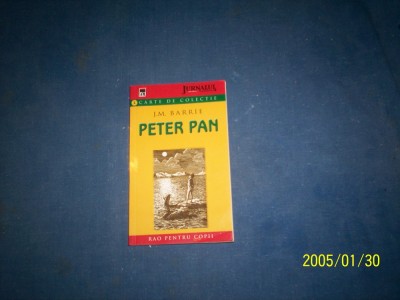 JURNALUL
CARTE DE COLECȚIE
J.M. BARRIE
PETER PAN
RAO PENTRU COPII
2005/01/30